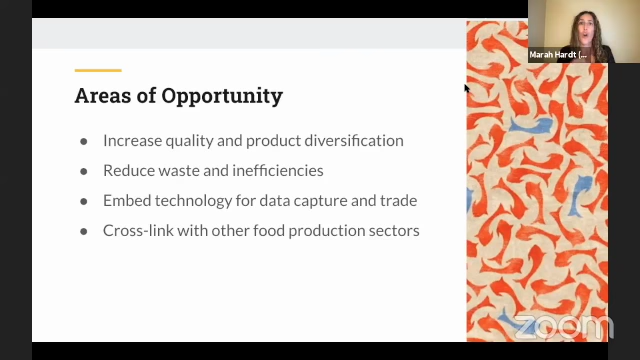 Marah Hardt (...
Areas of Opportunity
● Increase quality and product diversification
● Reduce waste and inefficiencies
● Embed technology for data capture and trade
● Cross-link with other food production sectors
zoom